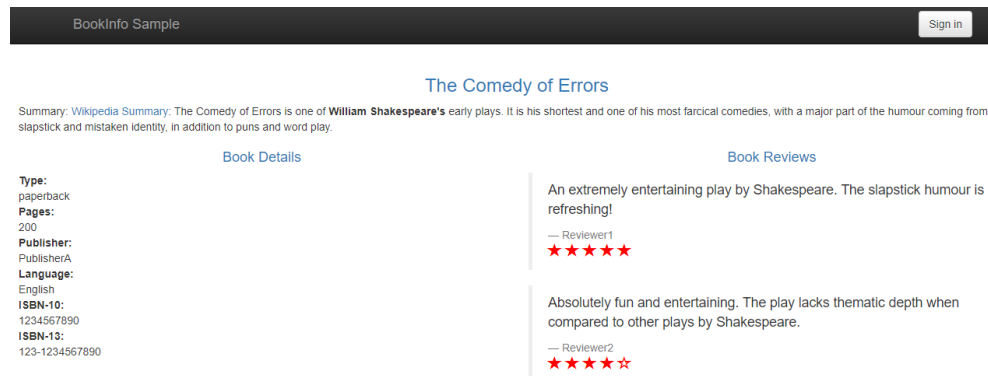 BookInfo Sample
Sign in
The Comedy of Errors
Summary: Wikipedia Summary: The Comedy of Errors is one of William Shakespeare's early plays. It is his shortest and one of his most farcical comedies, with a major part of the humour coming from
slapstick and mistaken identity, in addition to puns and word play.
Book Details
Type:
paperback
Pages:
200
Publisher:
PublisherA
Language:
English
ISBN-10:
1234567890
ISBN-13:
123-1234567890
Book Reviews
An extremely entertaining play by Shakespeare. The slapstick humour is
refreshing!
— Reviewer1
★★★★★
Absolutely fun and entertaining. The play lacks thematic depth when
compared to other plays by Shakespeare.
— Reviewer2
★★★★☆